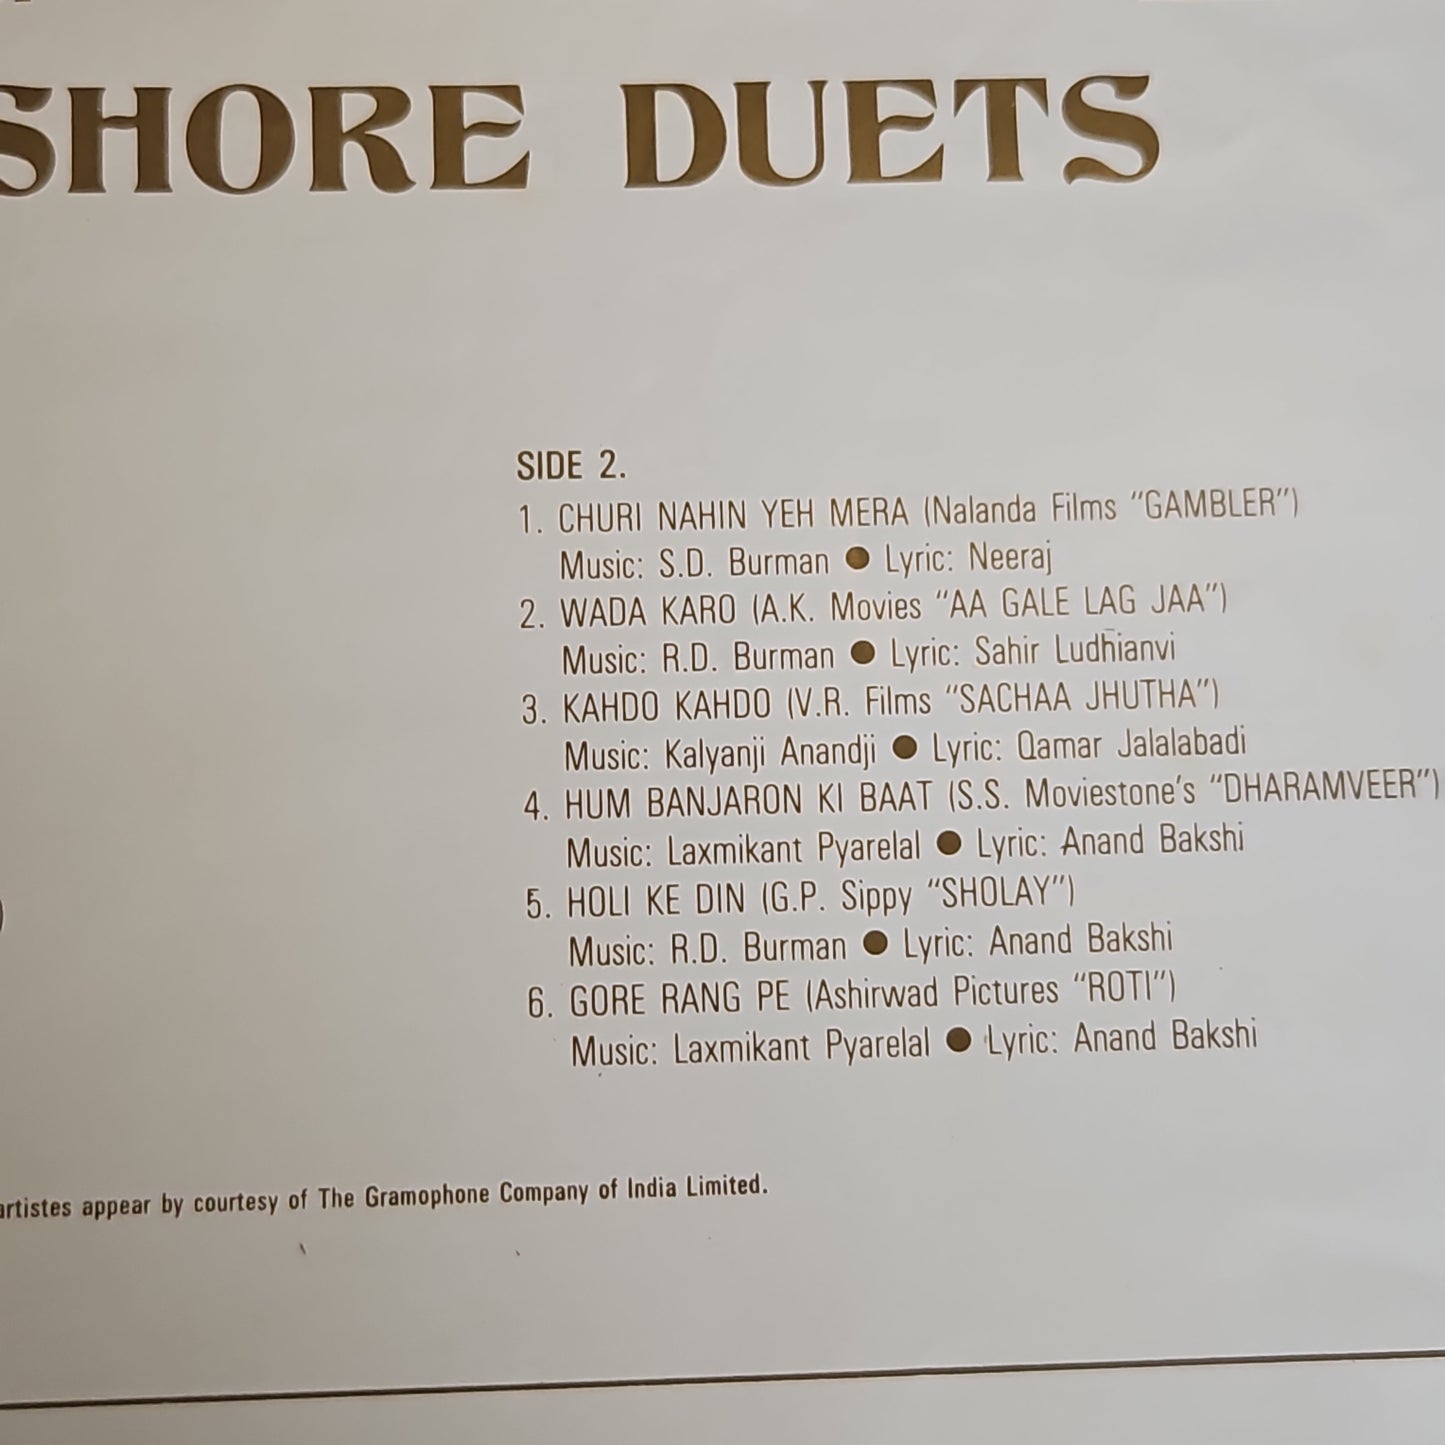 SHORE DUETS
SIDE 2.
1. CHURI NAHIN YEH MERA (Nalanda Films "GAMBLER")
Music: S.D. Burman ● Lyric: Neeraj
2. WADA KARO (A.K. Movies "AA GALE LAG JAA")
Music: R.D. Burman ● Lyric: Sahir Ludhianvi
3. KAHDO KAHDO (V.R. Films "SACHAA JHUTHA")
Music: Kalyanji Anandji ● Lyric: Qamar Jalalabadi
4. HUM BANJARON KI BAAT (S.S. Moviestone's "DHARAMVEER")
Music: Laxmikant Pyarelal ● Lyric: Anand Bakshi
5. HOLI KE DIN (G.P. Sippy "SHOLAY")
Music: R.D. Burman ● Lyric: Anand Bakshi
6. GORE RANG PE (Ashirwad Pictures "ROTI")
Music: Laxmikant Pyarelal ● Lyric: Anand Bakshi
)
artistes appear by courtesy of The Gramophone Company of India Limited.